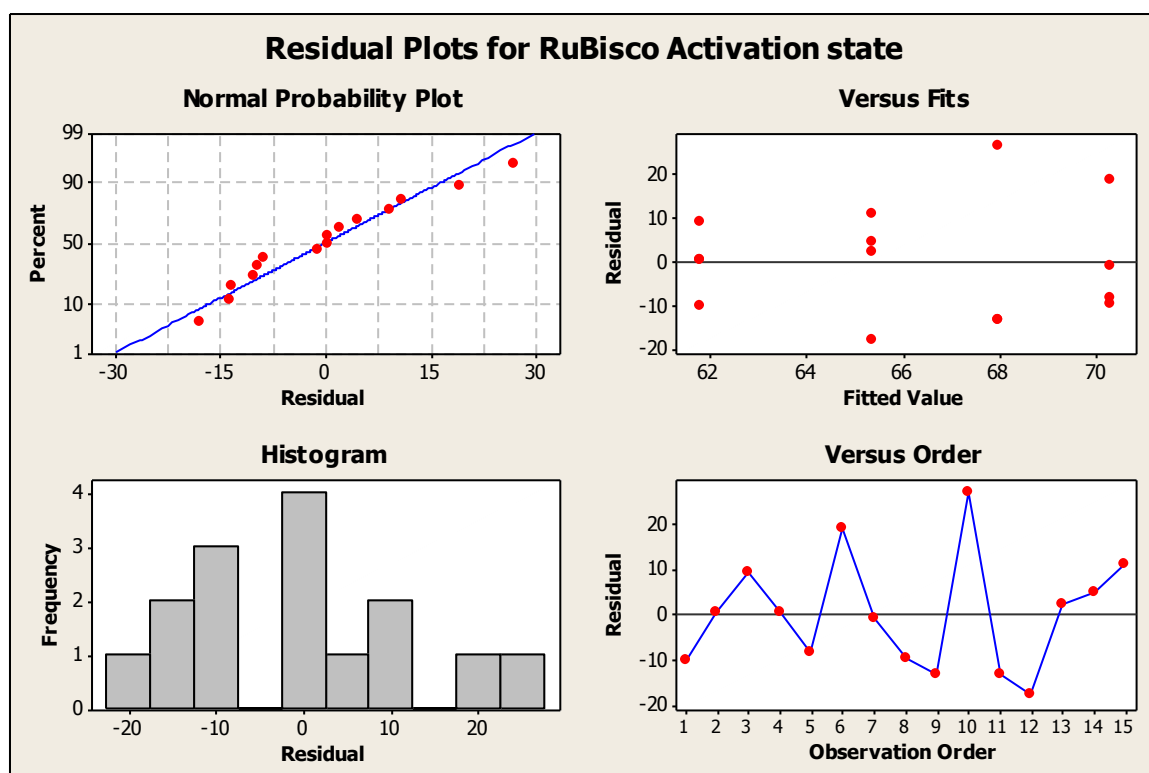 Residual Plots for RuBisco Activation state
Normal Probability Plot
99
90
50
10
1
Percent
-30 -15 0 15 30
Residual
Versus Fits
20
10
0
-10
-20
Residual
62 64 66 68 70
Fitted Value
Histogram
4
3
2
1
0
Frequency
-20 -10 0 10 20
Residual
Versus Order
20
10
0
-10
-20
Residual
1 2 3 4 5 6 7 8 9 10 11 12 13 14 15
Observation Order